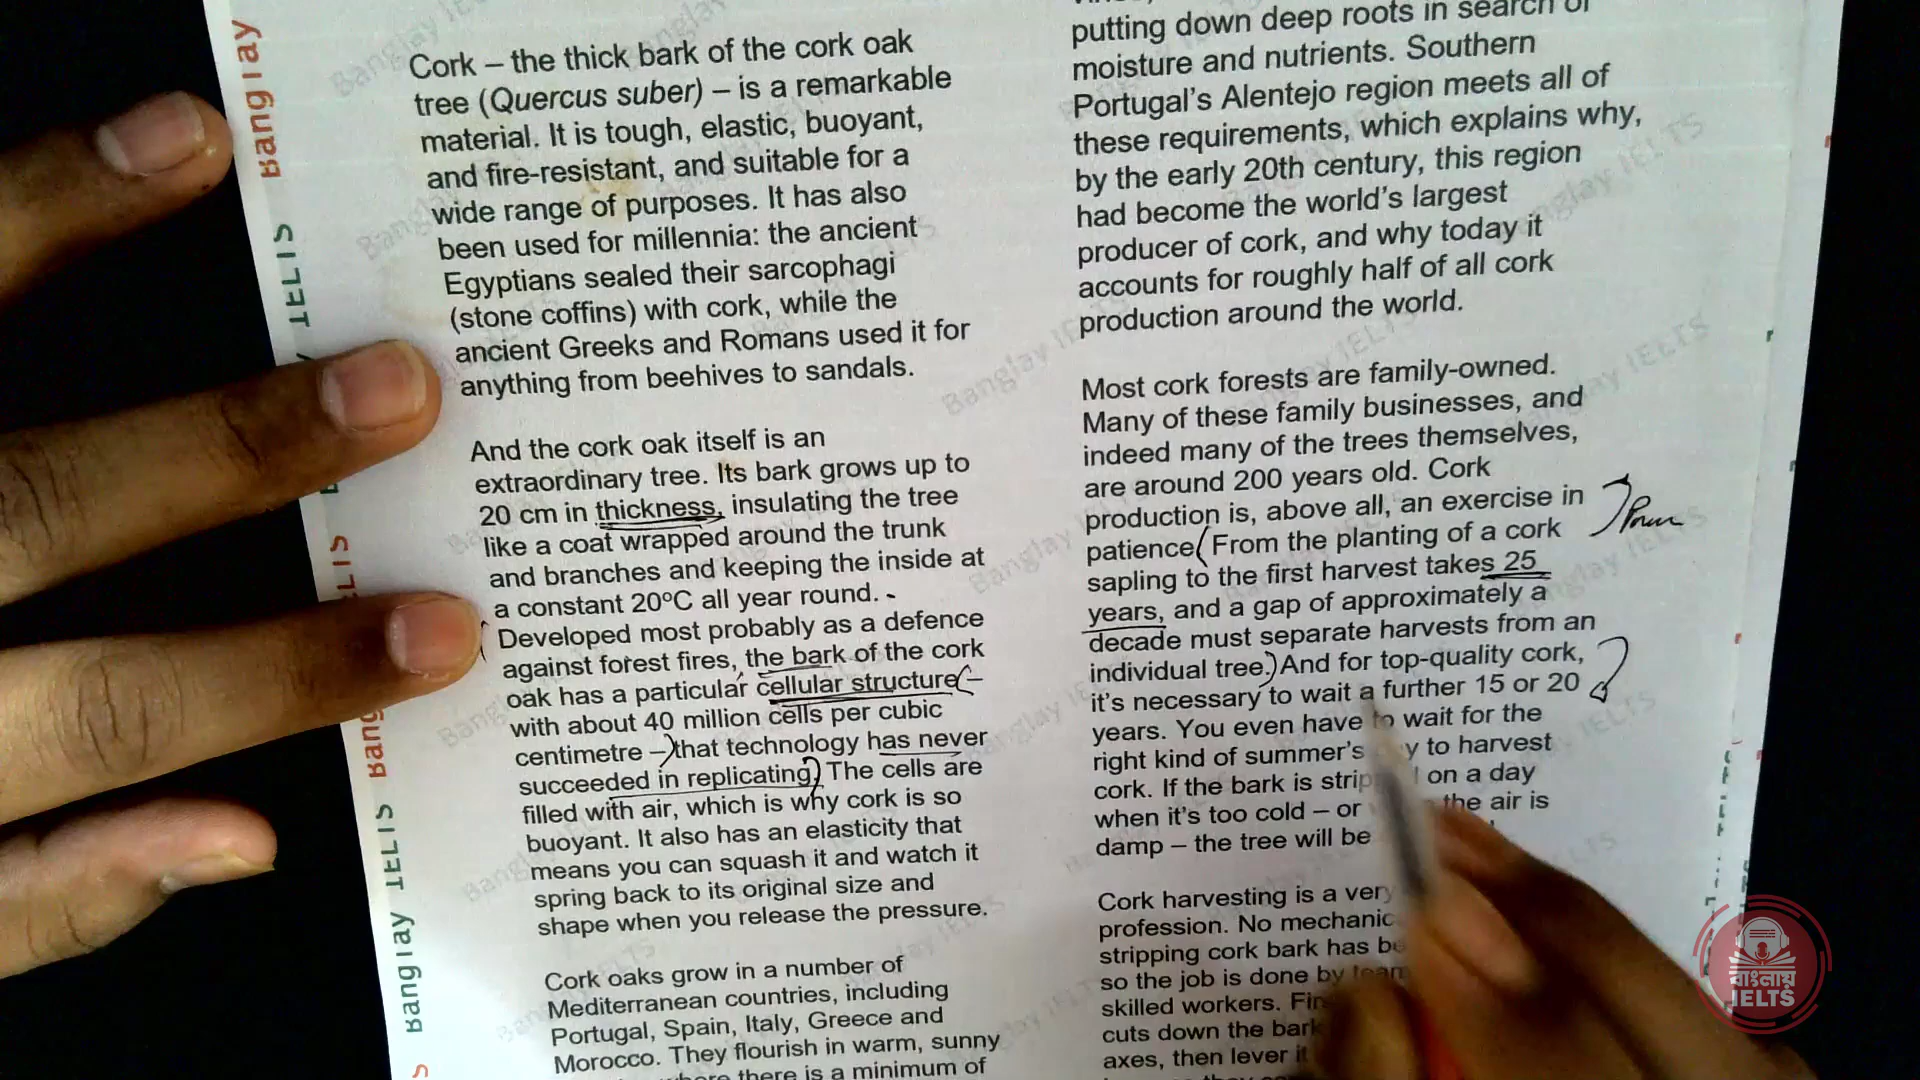 Cork – the thick bark of the cork oak
tree (Quercus suber) – is a remarkable
material. It is tough, elastic, buoyant,
and fire-resistant, and suitable for a
wide range of purposes. It has also
been used for millennia: the ancient
Egyptians sealed their sarcophagi
(stone coffins) with cork, while the
ancient Greeks and Romans used it for
anything from beehives to sandals.
And the cork oak itself is an
extraordinary tree. Its bark grows up to
20 cm in thickness, insulating the tree
like a coat wrapped around the trunk
and branches and keeping the inside at
a constant 20°C all year round.
Developed most probably as a defence
against forest fires, the bark of the cork
oak has a particular cellular structure –
with about 40 million cells per cubic
centimetre – that technology has never
succeeded in replicating. The cells are
filled with air, which is why cork is so
buoyant. It also has an elasticity that
means you can squash it and watch it
spring back to its original size and
shape when you release the pressure.
Cork oaks grow in a number of
Mediterranean countries, including
Portugal, Spain, Italy, Greece and
Morocco. They flourish in warm, sunny
there is a minimum of
putting down deep roots in search of
moisture and nutrients. Southern
Portugal's Alentejo region meets all of
these requirements, which explains why,
by the early 20th century, this region
had become the world's largest
producer of cork, and why today it
accounts for roughly half of all cork
production around the world.
Most cork forests are family-owned.
Many of these family businesses, and
indeed many of the trees themselves,
are around 200 years old. Cork
production is, above all, an exercise in
patience. From the planting of a cork
sapling to the first harvest takes 25
years, and a gap of approximately a
decade must separate harvests from an
individual tree. And for top-quality cork,
it's necessary to wait a further 15 or 20
years. You even have to wait for the
right kind of summer's to harvest
cork. If the bark is on a day
when it's too cold – or the air is
damp – the tree will be
Cork harvesting is a very
profession. No
stripping cork bark has
so the job is done by
skilled workers.
cuts down the bark
axes, then lever it
Banglay IELTS
Banglay IELTS
বাংলায়
IELTS